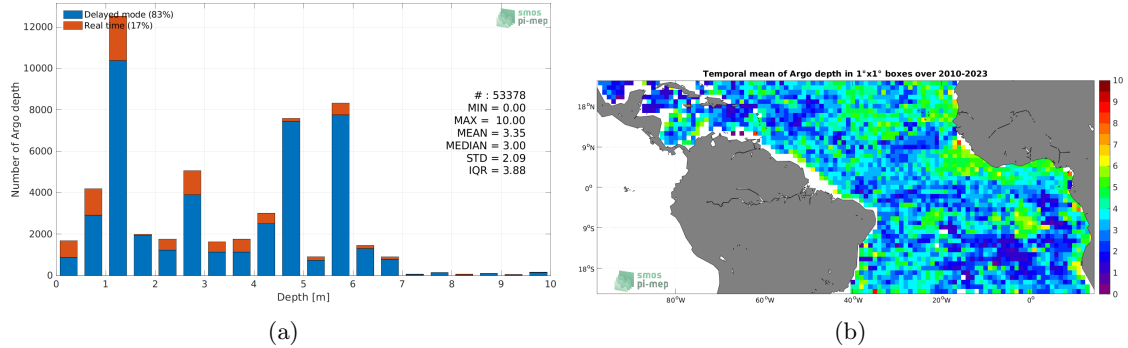 Delayed mode (83%)
Real time (17%)
smos
pi-mep
# : 53378
MIN = 0.00
MAX = 10.00
MEAN = 3.35
MEDIAN = 3.00
STD = 2.09
IQR = 3.88
12000
10000
8000
6000
4000
2000
0
Number of Argo depth
0 1 2 3 4 5 6 7 8 9 10
Depth [m]
(a)
Temporal mean of Argo depth in 1°x1° boxes over 2010-2023
18°N
9°N
0°
9°S
18°S
80°W 60°W 40°W 20°W 0°
smos
pi-mep
10
9
8
7
6
5
4
3
2
1
0
(b)